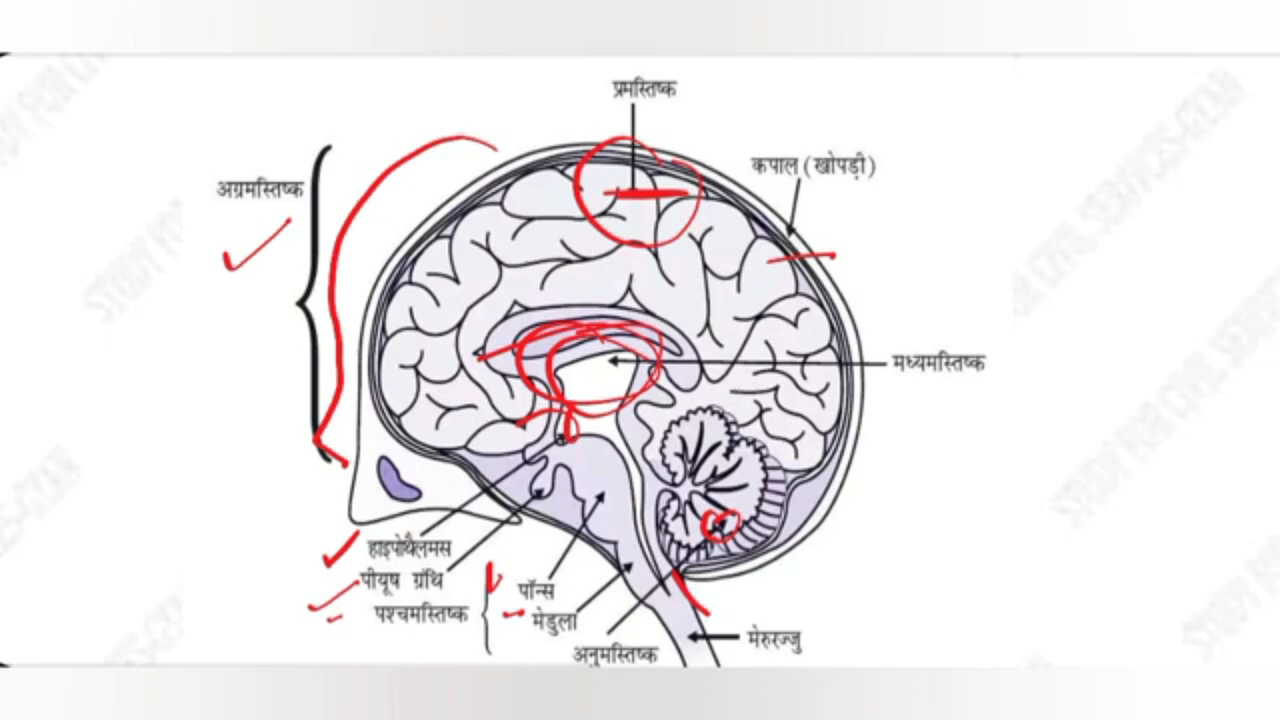 प्रमस्तिष्क
कपाल (खोपड़ी)
अग्रमस्तिष्क
मध्यमस्तिष्क
हाइपोथैलमस
पीयूष ग्रंथि
पॉन्स
पश्चमस्तिष्क
मेडुला
मेरुरज्जु
अनुमस्तिष्क